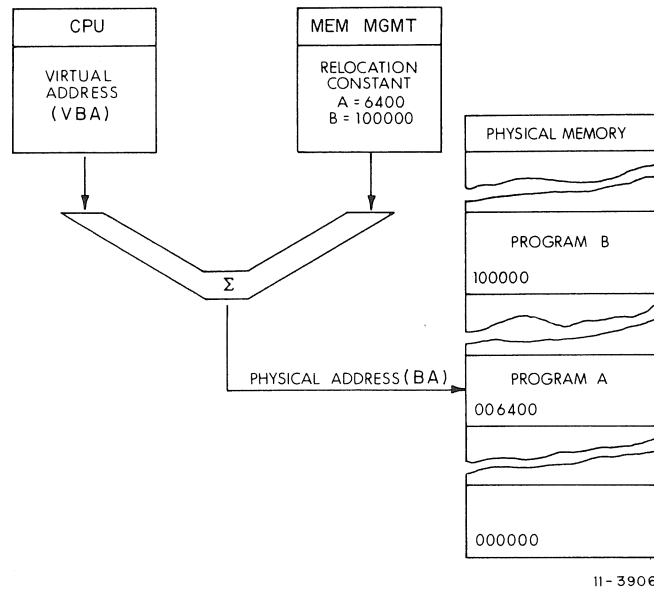 CPU
VIRTUAL
ADDRESS
(VBA)
MEM MGMT
RELOCATION
CONSTANT
A = 6400
B = 100000
PHYSICAL MEMORY
PROGRAM B
100000
Σ
PHYSICAL ADDRESS (BA)
PROGRAM A
006400
000000
11-3906